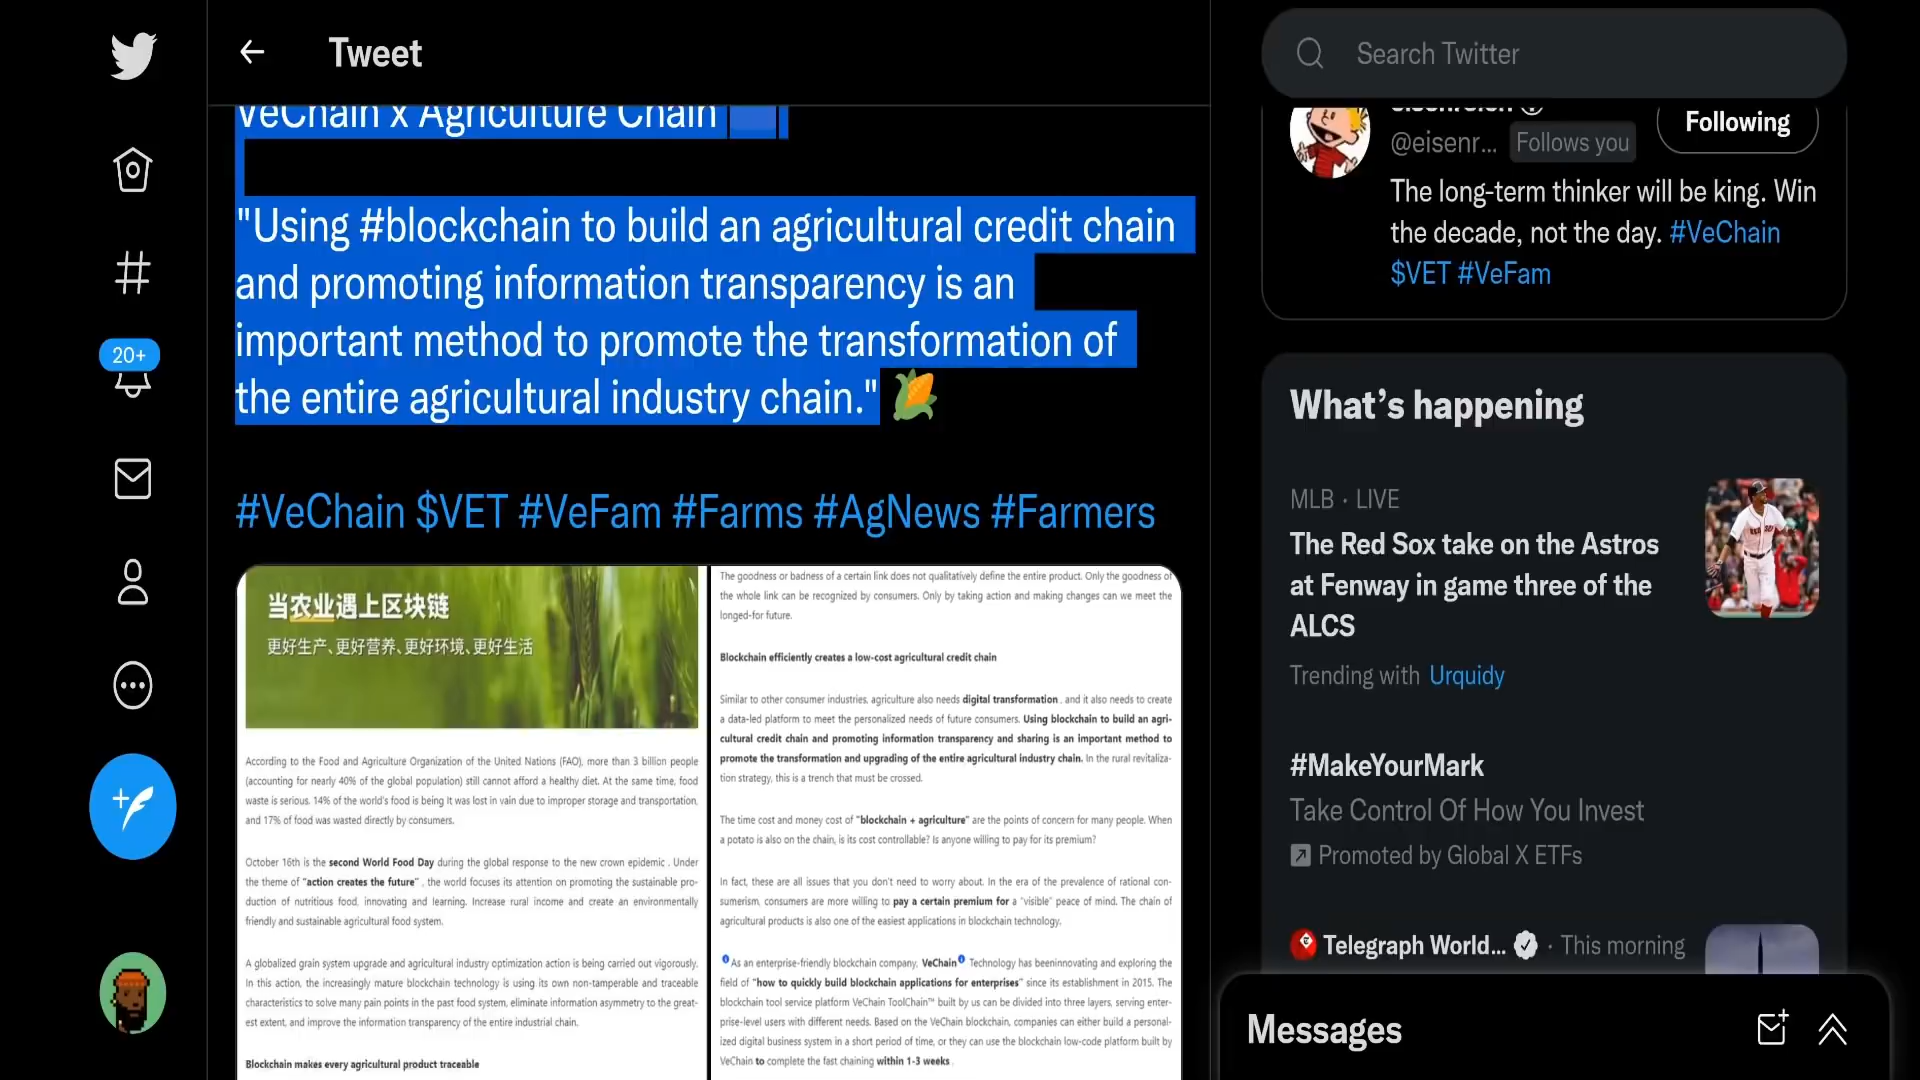 Tweet
VeChain x Agriculture Chain
"Using #blockchain to build an agricultural credit chain
and promoting information transparency is an
important method to promote the transformation of
the entire agricultural industry chain."
#VeChain $VET #VeFam #Farms #AgNews #Farmers
20+
当农业遇上区块链
更好生产、更好营养、更好环境、更好生活
According to the Food and Agriculture Organization of the United Nations (FAO), more than 3 billion people
(accounting for nearly 40% of the global population) still cannot afford a healthy diet. At the same time, food
waste is serious. 14% of the world's food is being It was lost in vain due to improper storage and transportation,
and 17% of food was wasted directly by consumers.
October 16th is the second World Food Day during the global response to the new crown epidemic . Under
the theme of "action creates the future" , the world focuses its attention on promoting the sustainable pro-
duction of nutritious food, innovating and learning. Increase rural income and create an environmentally
friendly and sustainable agricultural food system.
A globalized grain system upgrade and agricultural industry optimization action is being carried out vigorously.
In this action, the increasingly mature blockchain technology is using its own non-temperable and traceable
characteristics to solve many pain points in the past food system, eliminate information asymmetry to the great-
est extent, and improve the information transparency of the entire industrial chain.
Blockchain makes every agricultural product traceable
The goodness or badness of a certain link does not qualitatively define the entire product. Only the goodness of
the whole link can be recognized by consumers. Only by taking action and making changes can we meet the
longed-for future.
Blockchain efficiently creates a low-cost agricultural credit chain
Similar to other consumer industries, agriculture also needs digital transformation , and it also needs to create
a data-led platform to meet the personalized needs of future consumers. Using blockchain to build an agri-
cultural credit chain and promoting information transparency and sharing is an important method to
promote the transformation and upgrading of the entire agricultural industry chain. In the rural revitaliza-
tion strategy, this is a trench that must be crossed.
The time cost and money cost of "blockchain + agriculture" are the points of concern for many people. When
a potato is also on the chain, is its cost controllable? Is anyone willing to pay for its premium?
In fact, these are all issues that you don't need to worry about. In the era of the prevalence of rational con-
sumerism, consumers are more willing to pay a certain premium for a "visible" peace of mind. The chain of
agricultural products is also one of the easiest applications in blockchain technology.
As an enterprise-friendly blockchain company, VeChain Technology has beeninnovating and exploring the
field of "how to quickly build blockchain applications for enterprises" since its establishment in 2015. The
blockchain tool service platform VeChain ToolChain™ built by us can be divided into three layers, serving enter-
prise-level users with different needs. Based on the VeChain blockchain, companies can either build a personal-
ized digital business system in a short period of time, or they can use the blockchain low-code platform built by
VeChain to complete the fast chaining within 1-3 weeks .
Search Twitter
@eisenr... Follows you
Following
The long-term thinker will be king. Win
the decade, not the day. #VeChain
$VET #VeFam
What's happening
MLB · LIVE
The Red Sox take on the Astros
at Fenway in game three of the
ALCS
Trending with Urquidy
#MakeYourMark
Take Control Of How You Invest
Promoted by Global X ETFs
Telegraph World... · This morning
Messages